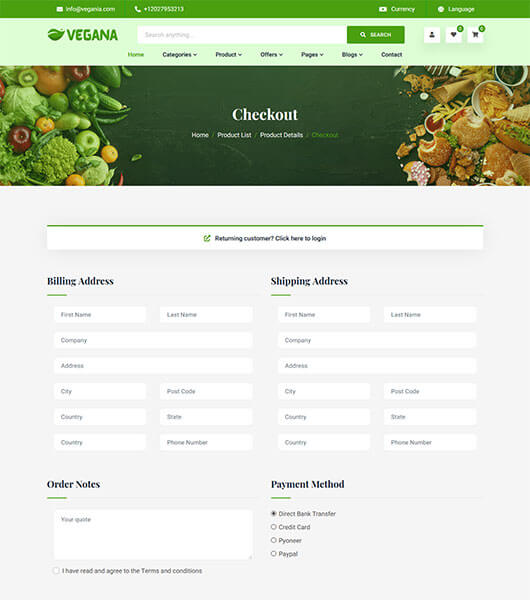 info@vegania.com +12027953213 Currency Language
VEGANA Search anything... SEARCH 0 0
Home Categories Product Offers Pages Blogs Contact
Checkout
Home / Product List / Product Details / Checkout
Returning customer? Click here to login
Billing Address
First Name Last Name
Company
Address
City Post Code
Country State
Country Phone Number
Shipping Address
First Name Last Name
Company
Address
City Post Code
Country State
Country Phone Number
Order Notes
Your quote
I have read and agree to the Terms and conditions
Payment Method
Direct Bank Transfer
Credit Card
Pyoneer
Paypal